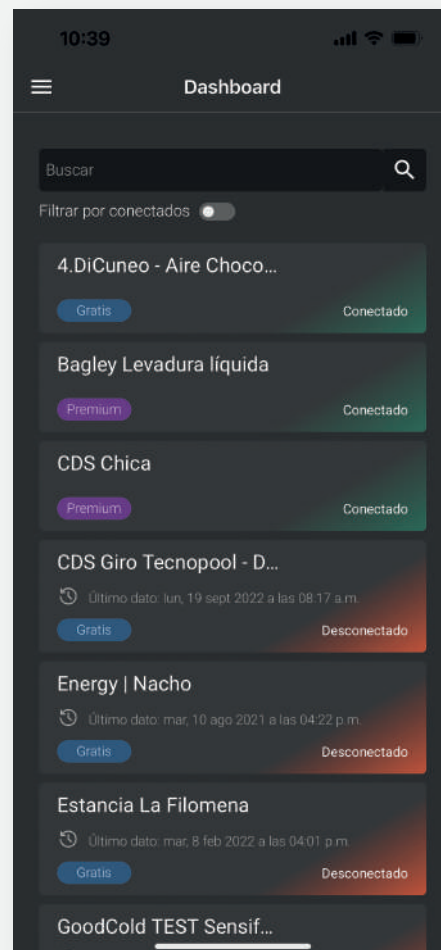 10:39
Dashboard
Buscar
Filtrar por conectados
4.DiCuneo - Aire Choco...
Gratis
Conectado
Bagley Levadura líquida
Premium
Conectado
CDS Chica
Premium
Conectado
CDS Giro Tecnopool - D...
Último dato: lun, 19 sept 2022 a las 08:17 a.m.
Gratis
Desconectado
Energy | Nacho
Último dato: mar, 10 ago 2021 a las 04:22 p.m.
Gratis
Desconectado
Estancia La Filomena
Último dato: mar, 8 feb 2022 a las 04:01 p.m.
Gratis
Desconectado
GoodCold TEST Sensif...